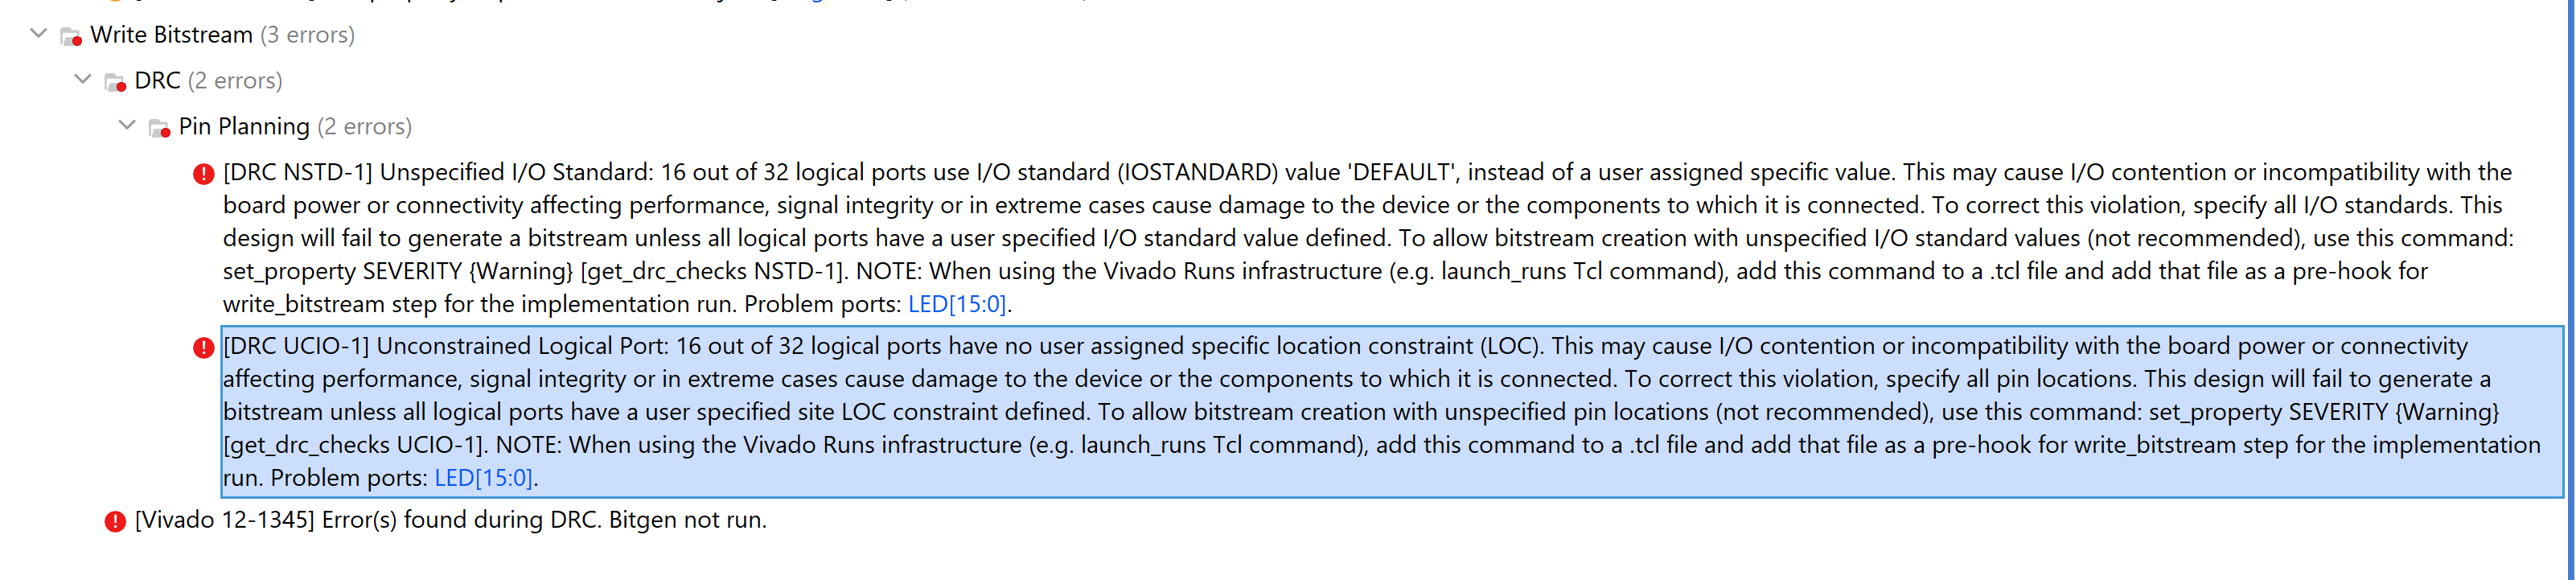 Write Bitstream (3 errors)
DRC (2 errors)
Pin Planning (2 errors)
[DRC NSTD-1] Unspecified I/O Standard: 16 out of 32 logical ports use I/O standard (IOSTANDARD) value 'DEFAULT', instead of a user assigned specific value. This may cause I/O contention or incompatibility with the
board power or connectivity affecting performance, signal integrity or in extreme cases cause damage to the device or the components to which it is connected. To correct this violation, specify all I/O standards. This
design will fail to generate a bitstream unless all logical ports have a user specified I/O standard value defined. To allow bitstream creation with unspecified I/O standard values (not recommended), use this command:
set_property SEVERITY {Warning} [get_drc_checks NSTD-1]. NOTE: When using the Vivado Runs infrastructure (e.g. launch_runs Tcl command), add this command to a .tcl file and add that file as a pre-hook for
write_bitstream step for the implementation run. Problem ports: LED[15:0].
[DRC UCIO-1] Unconstrained Logical Port: 16 out of 32 logical ports have no user assigned specific location constraint (LOC). This may cause I/O contention or incompatibility with the board power or connectivity
affecting performance, signal integrity or in extreme cases cause damage to the device or the components to which it is connected. To correct this violation, specify all pin locations. This design will fail to generate a
bitstream unless all logical ports have a user specified site LOC constraint defined. To allow bitstream creation with unspecified pin locations (not recommended), use this command: set_property SEVERITY {Warning}
[get_drc_checks UCIO-1]. NOTE: When using the Vivado Runs infrastructure (e.g. launch_runs Tcl command), add this command to a .tcl file and add that file as a pre-hook for write_bitstream step for the implementation
run. Problem ports: LED[15:0].
[Vivado 12-1345] Error(s) found during DRC. Bitgen not run.